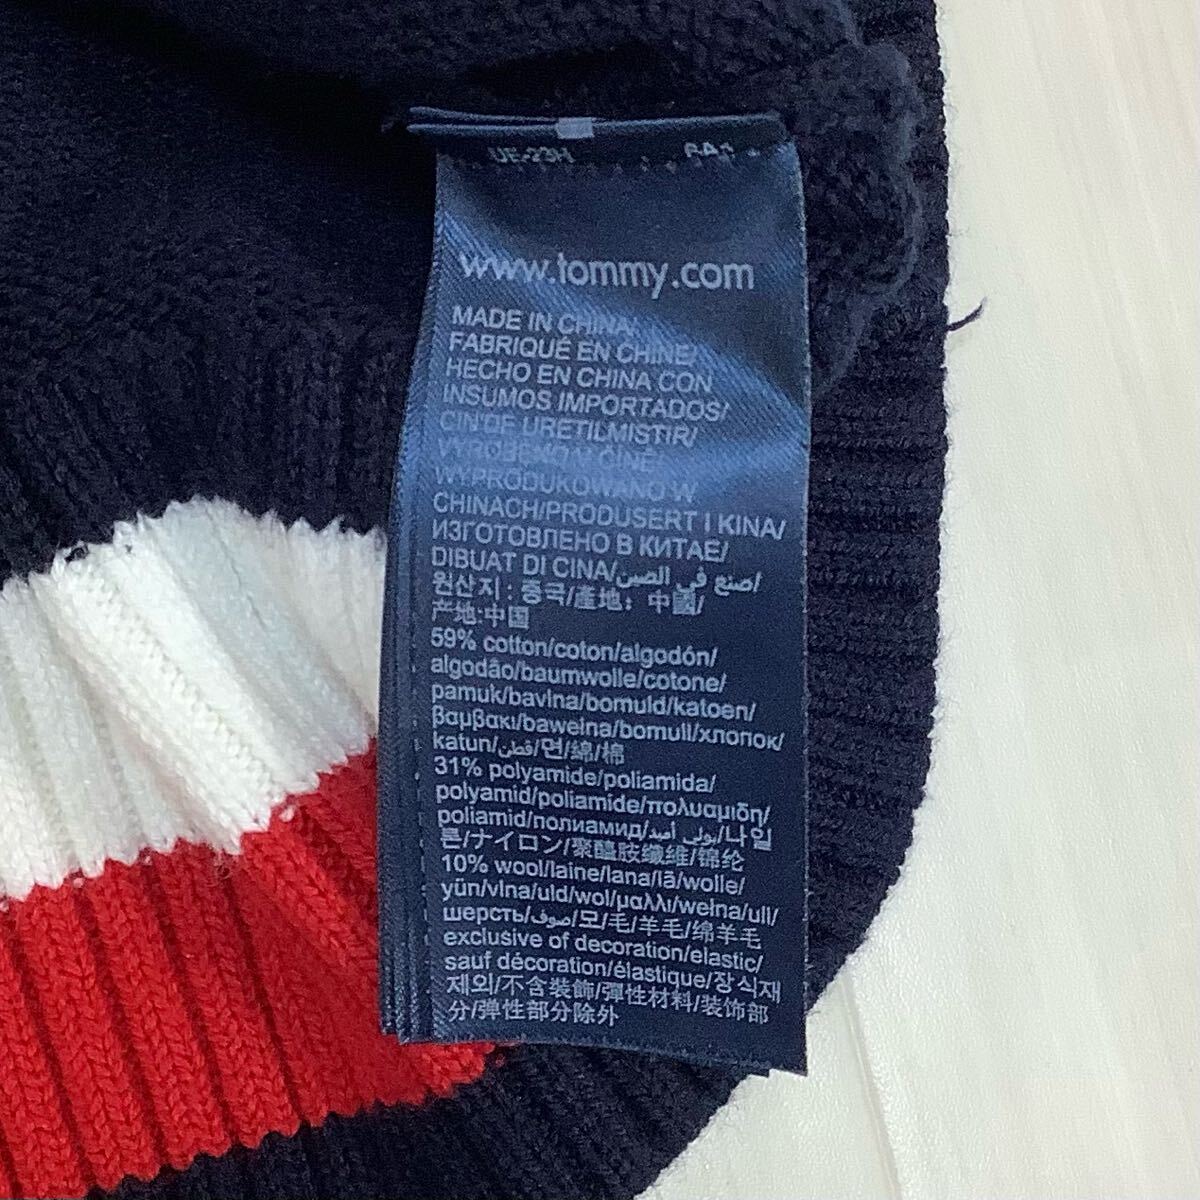 UE-23H
www.tommy.com
MADE IN CHINA/
FABRIQUÉ EN CHINE/
HECHO EN CHINA CON
INSUMOS IMPORTADOS/
CIN'DE URETILMISTIR/
VYROBENO V ČÍNĚ/
WYPRODUKOWANO W
CHINACH/PRODUSERT I KINA/
ИЗГОТОВЛЕНО В КИТАЕ/
DIBUAT DI CINA/صنع في الصين/
원산지: 중국/產地: 中國/
产地:中国
59% cotton/coton/algodón/
algodão/baumwolle/cotone/
pamuk/bavlna/bomuld/katoen/
βαμβακι/bawełna/bomull/хлопок/
katun/قطن/면/綿/棉
31% polyamide/poliamida/
polyamid/poliamide/πολυαμιδη/
poliamid/полиамид/بولي أميد/나일
론/ナイロン/聚醯胺纖維/锦纶
10% wool/laine/lana/lã/wolle/
yün/vlna/uld/wol/μαλλι/wełna/ull/
шерсть/صوف/모/毛/羊毛/绵羊毛
exclusive of decoration/elastic/
sauf décoration/élastique/장식재
제외/不含裝飾/彈性材料/装饰部
分/弹性部分除外